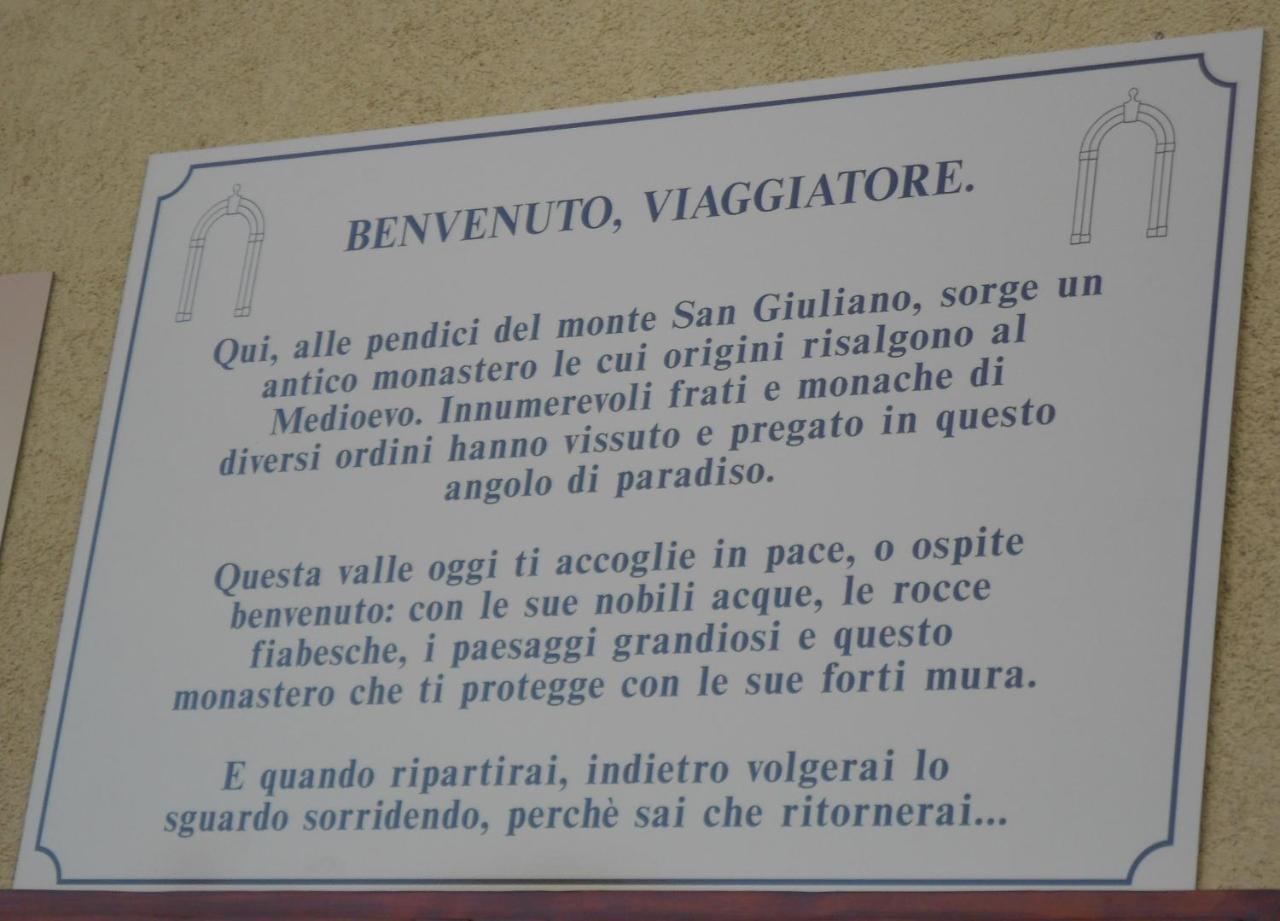 BENVENUTO, VIAGGIATORE.
Qui, alle pendici del monte San Giuliano, sorge un
antico monastero le cui origini risalgono al
Medioevo. Innumerevoli frati e monache di
diversi ordini hanno vissuto e pregato in questo
angolo di paradiso.
Questa valle oggi ti accoglie in pace, o ospite
benvenuto: con le sue nobili acque, le rocce
fiabesche, i paesaggi grandiosi e questo
monastero che ti protegge con le sue forti mura.
E quando ripartirai, indietro volgerai lo
sguardo sorridendo, perchè sai che ritornerai...